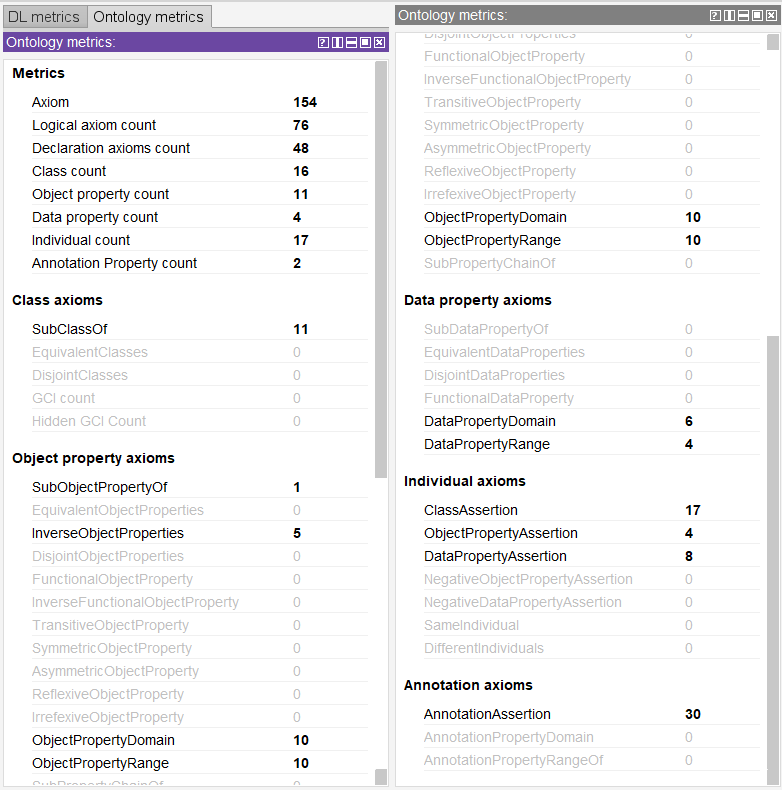 DL metrics Ontology metrics
Ontology metrics:
Metrics
Axiom 154
Logical axiom count 76
Declaration axioms count 48
Class count 16
Object property count 11
Data property count 4
Individual count 17
Annotation Property count 2
Class axioms
SubClassOf 11
EquivalentClasses 0
DisjointClasses 0
GCI count 0
Hidden GCI Count 0
Object property axioms
SubObjectPropertyOf 1
EquivalentObjectProperties 0
InverseObjectProperties 5
DisjointObjectProperties 0
FunctionalObjectProperty 0
InverseFunctionalObjectProperty 0
TransitiveObjectProperty 0
SymmetricObjectProperty 0
AsymmetricObjectProperty 0
ReflexiveObjectProperty 0
IrrefexiveObjectProperty 0
ObjectPropertyDomain 10
ObjectPropertyRange 10
SubPropertyChainOf 0
Ontology metrics:
DisjointObjectProperties 0
FunctionalObjectProperty 0
InverseFunctionalObjectProperty 0
TransitiveObjectProperty 0
SymmetricObjectProperty 0
AsymmetricObjectProperty 0
ReflexiveObjectProperty 0
IrrefexiveObjectProperty 0
ObjectPropertyDomain 10
ObjectPropertyRange 10
SubPropertyChainOf 0
Data property axioms
SubDataPropertyOf 0
EquivalentDataProperties 0
DisjointDataProperties 0
FunctionalDataProperty 0
DataPropertyDomain 6
DataPropertyRange 4
Individual axioms
ClassAssertion 17
ObjectPropertyAssertion 4
DataPropertyAssertion 8
NegativeObjectPropertyAssertion 0
NegativeDataPropertyAssertion 0
SameIndividual 0
DifferentIndividuals 0
Annotation axioms
AnnotationAssertion 30
AnnotationPropertyDomain 0
AnnotationPropertyRangeOf 0